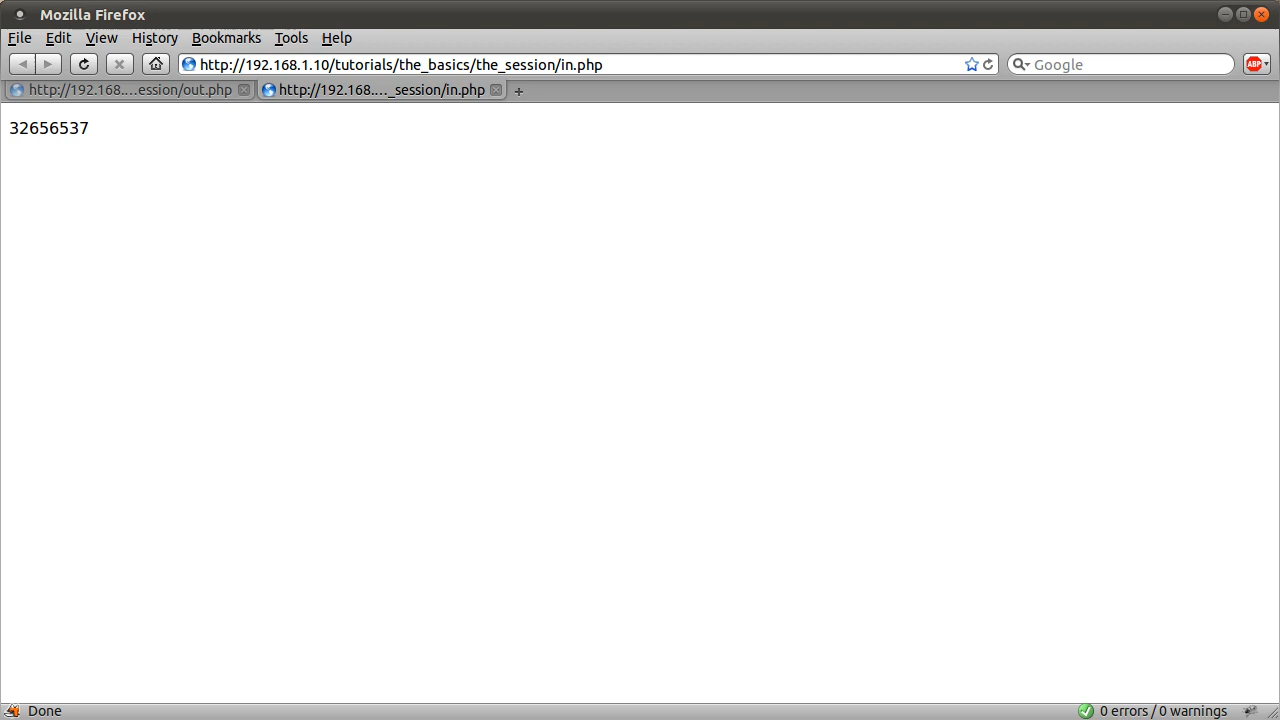 Mozilla Firefox
File Edit View History Bookmarks Tools Help
http://192.168.1.10/tutorials/the_basics/the_session/in.php
Google
ABP
http://192.168....ession/out.php
http://192.168...._session/in.php
32656537
Done
0 errors / 0 warnings